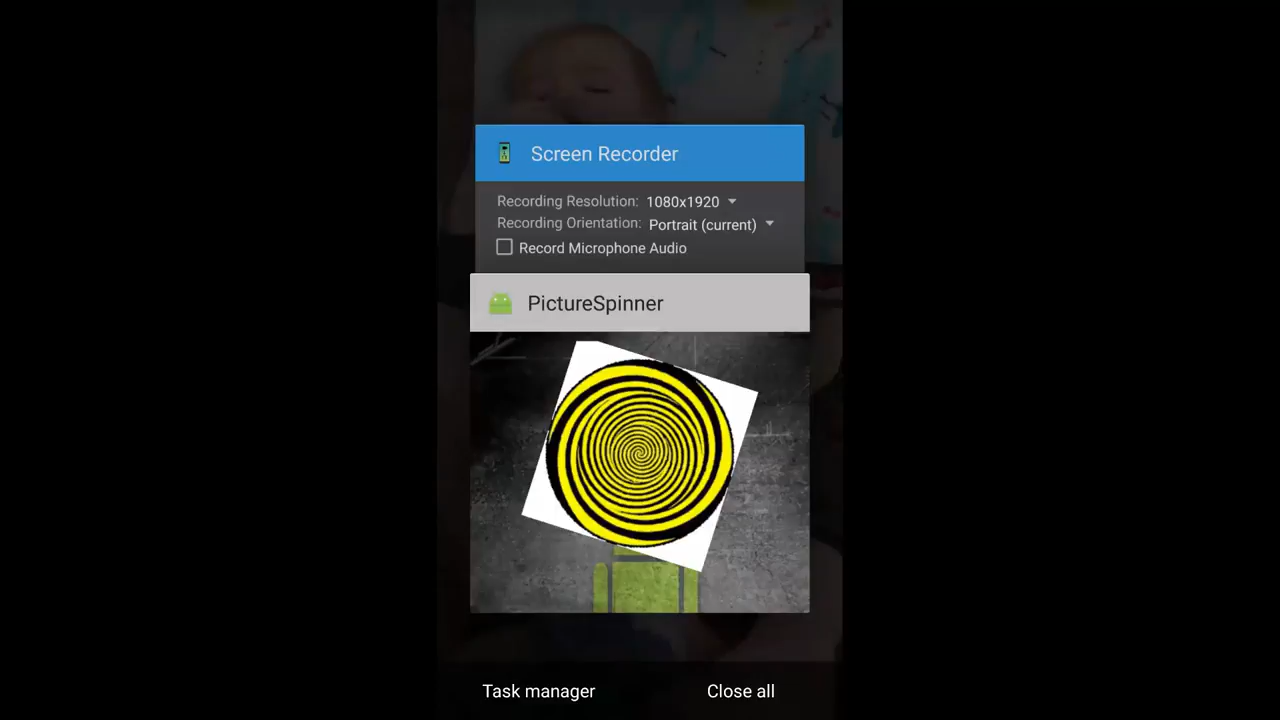 Screen Recorder
Recording Resolution: 1080x1920
Recording Orientation: Portrait (current)
Record Microphone Audio
PictureSpinner
Task manager Close all